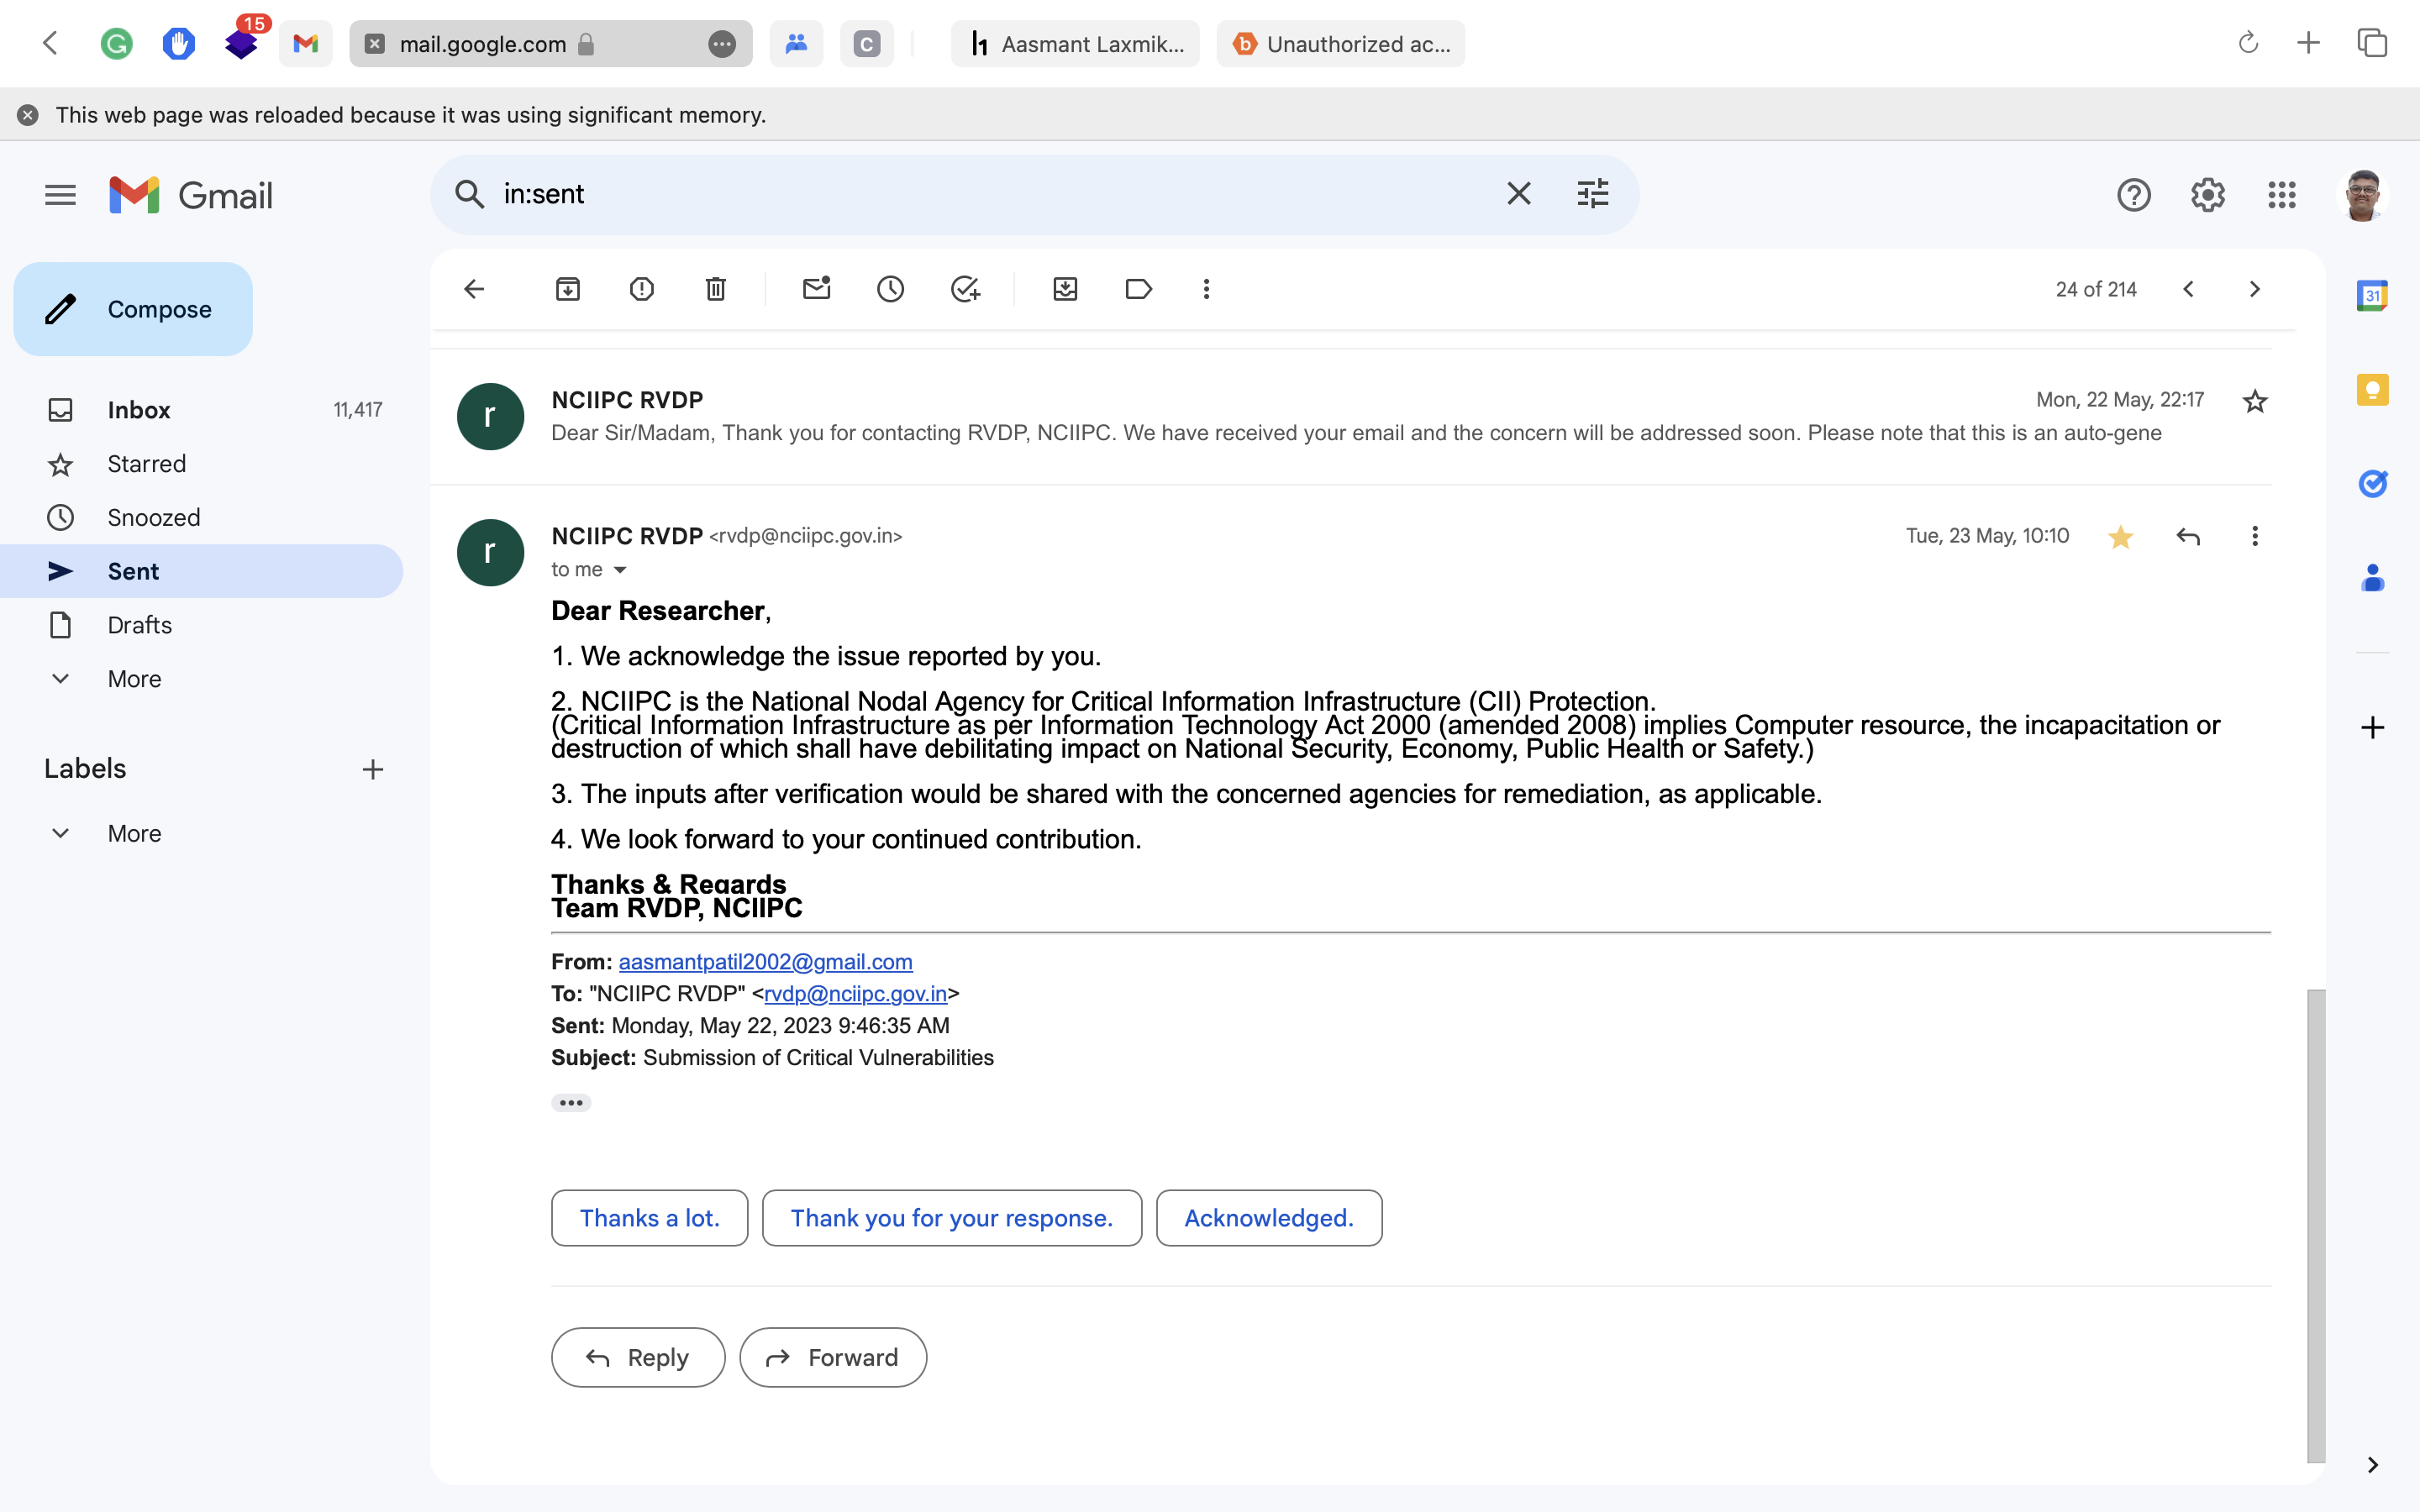 15
mail.google.com
C
Aasmant Laxmik...
Unauthorized ac...
This web page was reloaded because it was using significant memory.
Gmail
in:sent
Compose
24 of 214
31
Inbox 11,417
Starred
Snoozed
Sent
Drafts
More
Labels
More
r
NCIIPC RVDP
Mon, 22 May, 22:17
Dear Sir/Madam, Thank you for contacting RVDP, NCIIPC. We have received your email and the concern will be addressed soon. Please note that this is an auto-gene
r
NCIIPC RVDP <rvdp@nciipc.gov.in>
Tue, 23 May, 10:10
to me
Dear Researcher,
1. We acknowledge the issue reported by you.
2. NCIIPC is the National Nodal Agency for Critical Information Infrastructure (CII) Protection.
(Critical Information Infrastructure as per Information Technology Act 2000 (amended 2008) implies Computer resource, the incapacitation or
destruction of which shall have debilitating impact on National Security, Economy, Public Health or Safety.)
3. The inputs after verification would be shared with the concerned agencies for remediation, as applicable.
4. We look forward to your continued contribution.
Thanks & Regards
Team RVDP, NCIIPC
From: aasmantpatil2002@gmail.com
To: "NCIIPC RVDP" <rvdp@nciipc.gov.in>
Sent: Monday, May 22, 2023 9:46:35 AM
Subject: Submission of Critical Vulnerabilities
Thanks a lot.
Thank you for your response.
Acknowledged.
Reply
Forward